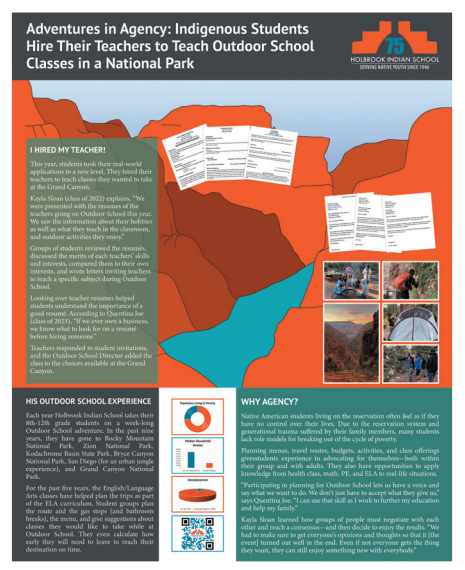 Adventures in Agency: Indigenous Students
Hire Their Teachers to Teach Outdoor School
Classes in a National Park
75
HOLBROOK INDIAN SCHOOL
SERVING NATIVE YOUTH SINCE 1946
I HIRED MY TEACHER!
This year, students took their real-world
applications to a new level. They hired their
teachers to teach classes they wanted to take
at the Grand Canyon.
Kayla Sloan (class of 2022) explains, "We
were presented with the resumes of the
teachers going on Outdoor School this year.
We saw the information about their hobbies
as well as what they teach in the classroom,
and outdoor activities they enjoy."
Groups of students reviewed the resumés,
discussed the merits of each teachers' skills
and interests, compared them to their own
interests, and wrote letters inviting teachers
to teach a specific subject during Outdoor
School.
Looking over teacher resumes helped
students understand the importance of a
good resumé. According to Quentina Joe
(class of 2023), "If we ever own a business,
we know what to look for on a resumé
before hiring someone."
Teachers responded to student invitations,
and the Outdoor School Director added the
class to the choices available at the Grand
Canyon.
HIS OUTDOOR SCHOOL EXPERIENCE
Each year Holbrook Indian School takes their
8th-12th grade students on a week-long
Outdoor School adventure. In the past nine
years, they have gone to Rocky Mountain
National Park, Zion National Park,
Kodachrome Basin State Park, Bryce Canyon
National Park, San Diego (for an urban jungle
experience), and Grand Canyon National
Park.
For the past five years, the English/Language
Arts classes have helped plan the trips as part
of the ELA curriculum. Student groups plan
the route and the gas stops (and bathroom
breaks), the menu, and give suggestions about
classes they would like to take while at
Outdoor School. They even calculate how
early they will need to leave to reach their
destination on time.
Population Living in Poverty
Median Household
Income
Unemployment
WHY AGENCY?
Native American students living on the reservation often feel as if they
have no control over their lives. Due to the reservation system and
generational trauma suffered by their family members, many students
lack role models for breaking out of the cycle of poverty.
Planning menus, travel routes, budgets, activities, and class offerings
givesstudents experience in advocating for themselves—both within
their group and with adults. They also have opportunities to apply
knowledge from health class, math, PE, and ELA to real-life situations.
"Participating in planning for Outdoor School lets us have a voice and
say what we want to do. We don't just have to accept what they give us,"
says Quentina Joe. "I can use that skill as I work to further my education
and help my family."
Kayla Sloan learned how groups of people must negotiate with each
other and reach a consensus—and then decide to enjoy the results. "We
had to make sure to get everyone's opinions and thoughts so that it [the
event] turned out well in the end. Even if not everyone gets the thing
they want, they can still enjoy something new with everybody."